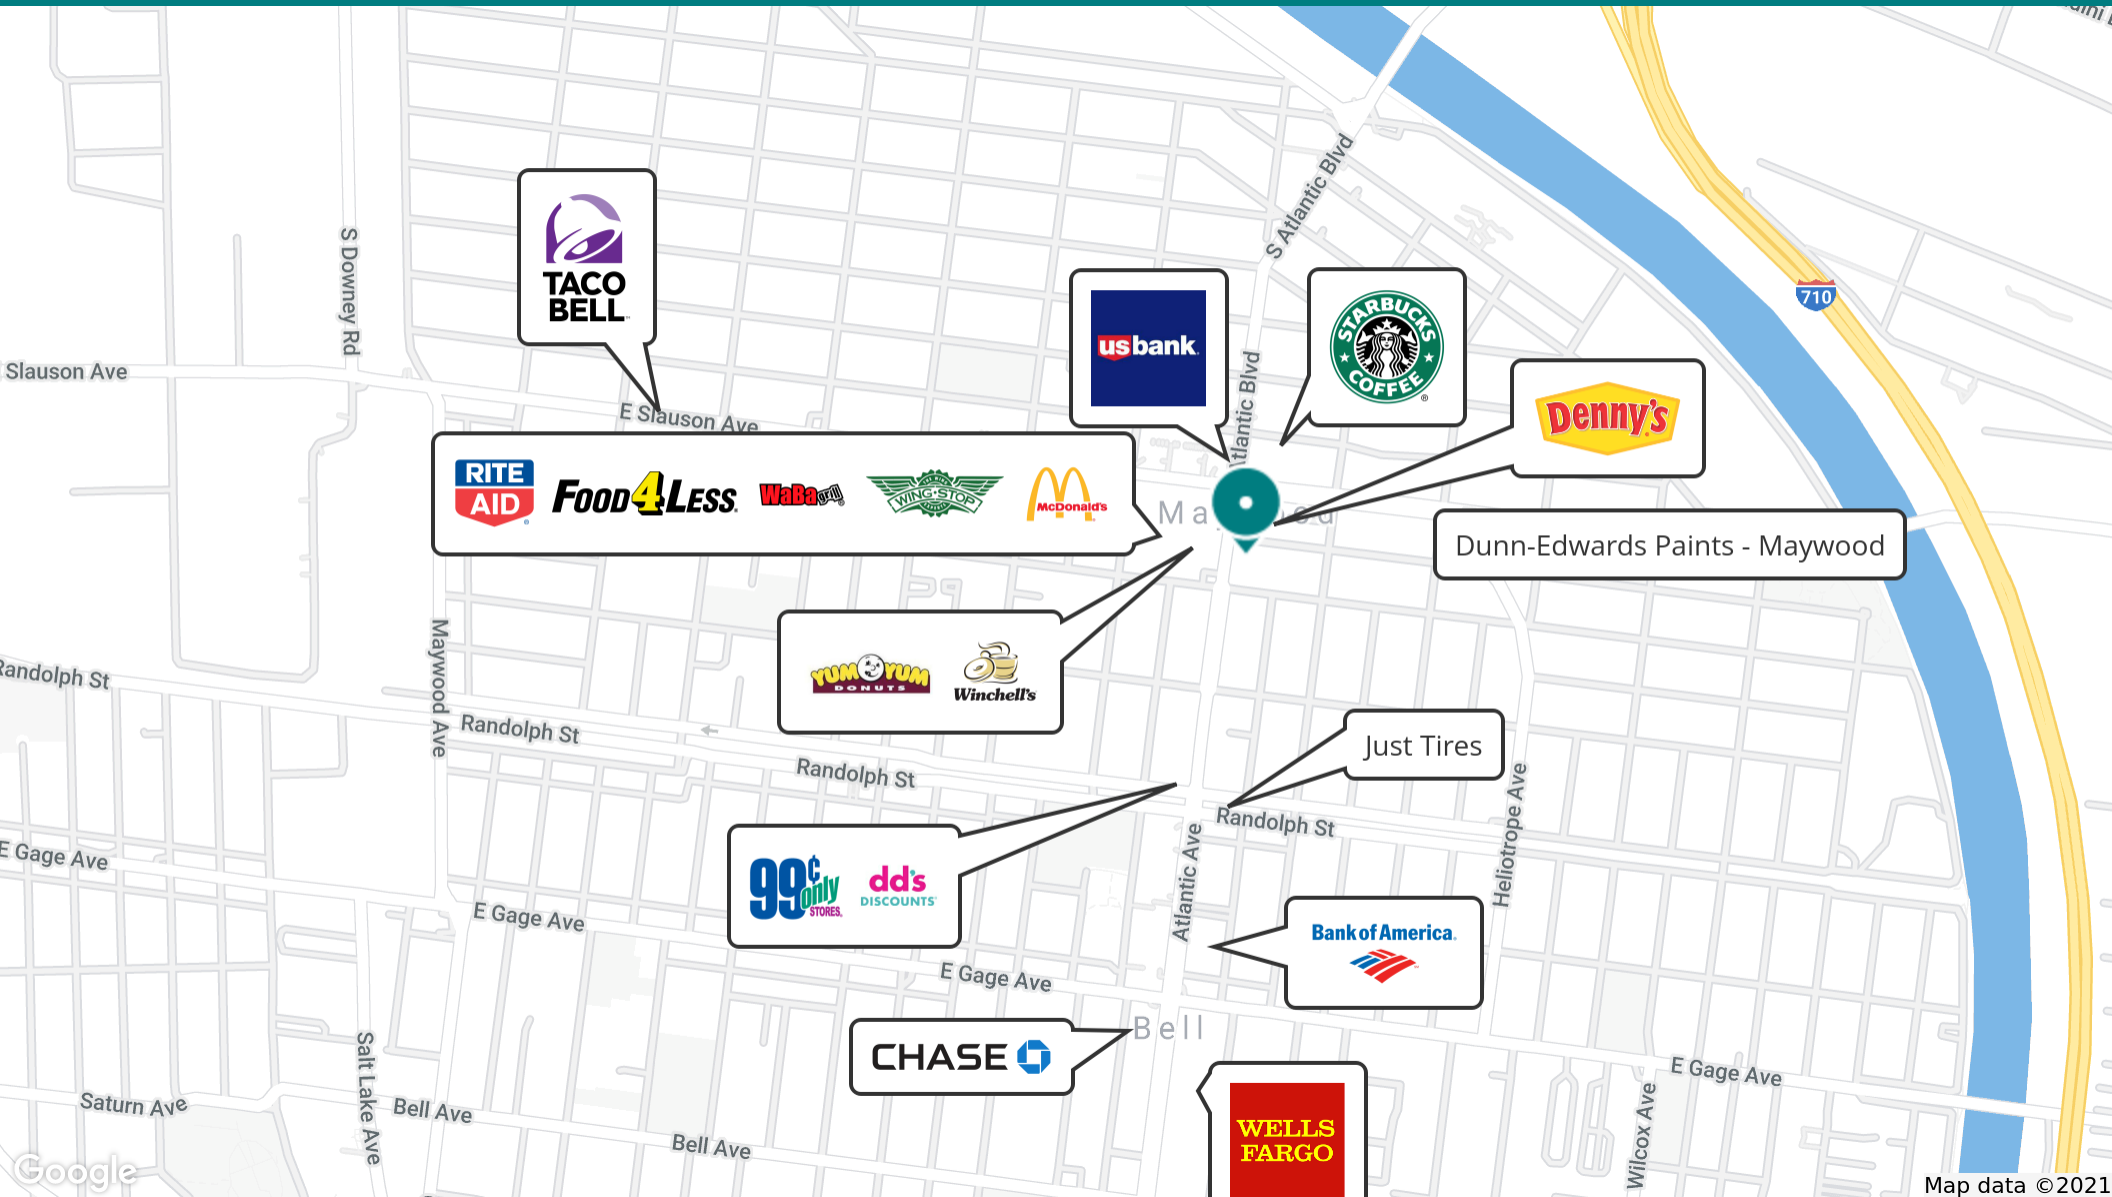 S Atlantic Blvd
S Downey Rd
TACO
BELL
710
Slauson Ave
usbank
STARBUCKS
COFFEE
®
Atlantic Blvd
Denny's
E Slauson Ave
RITE
AID
FOOD 4 LESS
WaBa grill
WING·STOP
McDonald's
Dunn-Edwards Paints - Maywood
YUM YUM
DONUTS
Winchell's
Maywood Ave
Randolph St
Randolph St
Randolph St
Just Tires
Randolph St
Heliotrope Ave
Atlantic Ave
E Gage Ave
99¢ only
STORES.
dd's
DISCOUNTS
E Gage Ave
Bank of America
E Gage Ave
Bell
CHASE
Salt Lake Ave
E Gage Ave
Saturn Ave
Bell Ave
Bell Ave
WELLS
FARGO
Wilcox Ave
Google
Map data ©2021